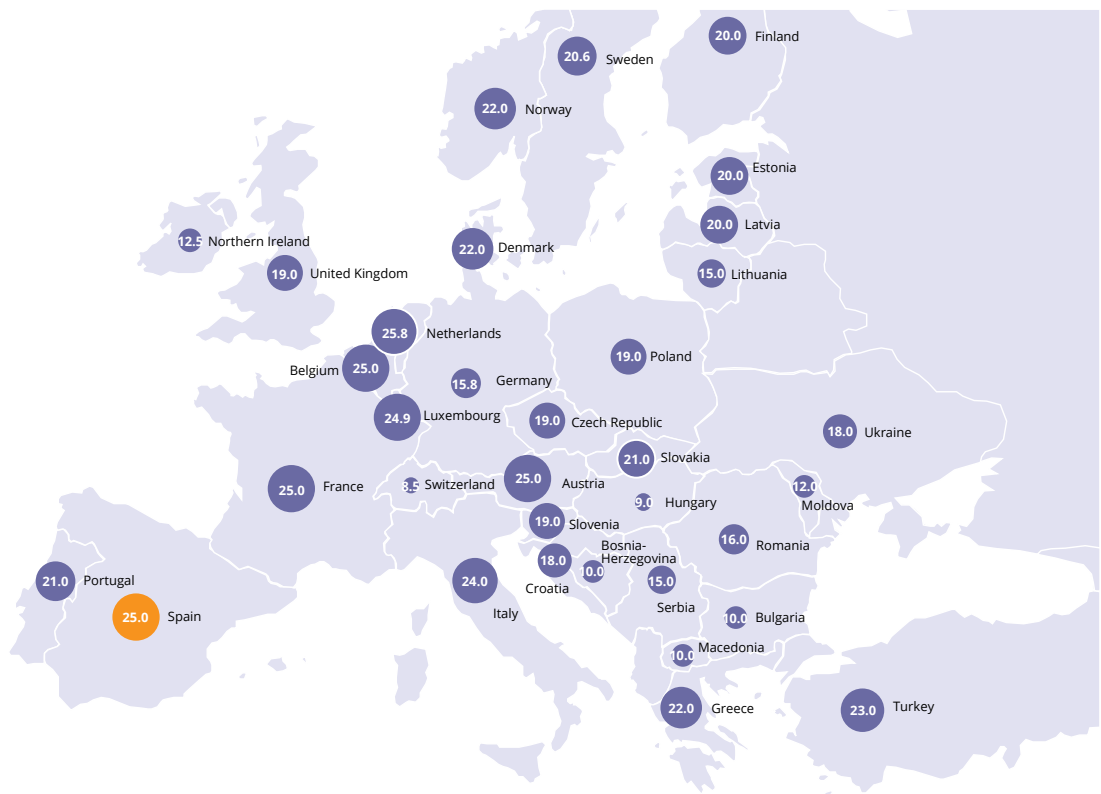 20.0 Finland
20.6 Sweden
22.0 Norway
20.0 Estonia
20.0 Latvia
12.5 Northern Ireland
22.0 Denmark
19.0 United Kingdom
15.0 Lithuania
25.8 Netherlands
19.0 Poland
Belgium 25.0
15.8 Germany
24.9 Luxembourg
19.0 Czech Republic
18.0 Ukraine
21.0 Slovakia
25.0 France
8.5 Switzerland
25.0 Austria
9.0 Hungary
12.0
Moldova
19.0 Slovenia
16.0 Romania
Bosnia-
Herzegovina
18.0
Croatia
10.0
21.0 Portugal
24.0
Italy
15.0
Serbia
25.0 Spain
10.0 Bulgaria
10.0 Macedonia
22.0 Greece
23.0 Turkey